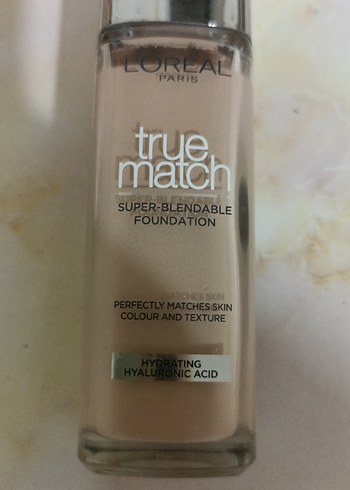 L'ORÉAL
PARIS
true
match
SUPER-BLENDABLE
FOUNDATION
PERFECTLY MATCHES SKIN
COLOUR AND TEXTURE
HYDRATING
HYALURONIC ACID